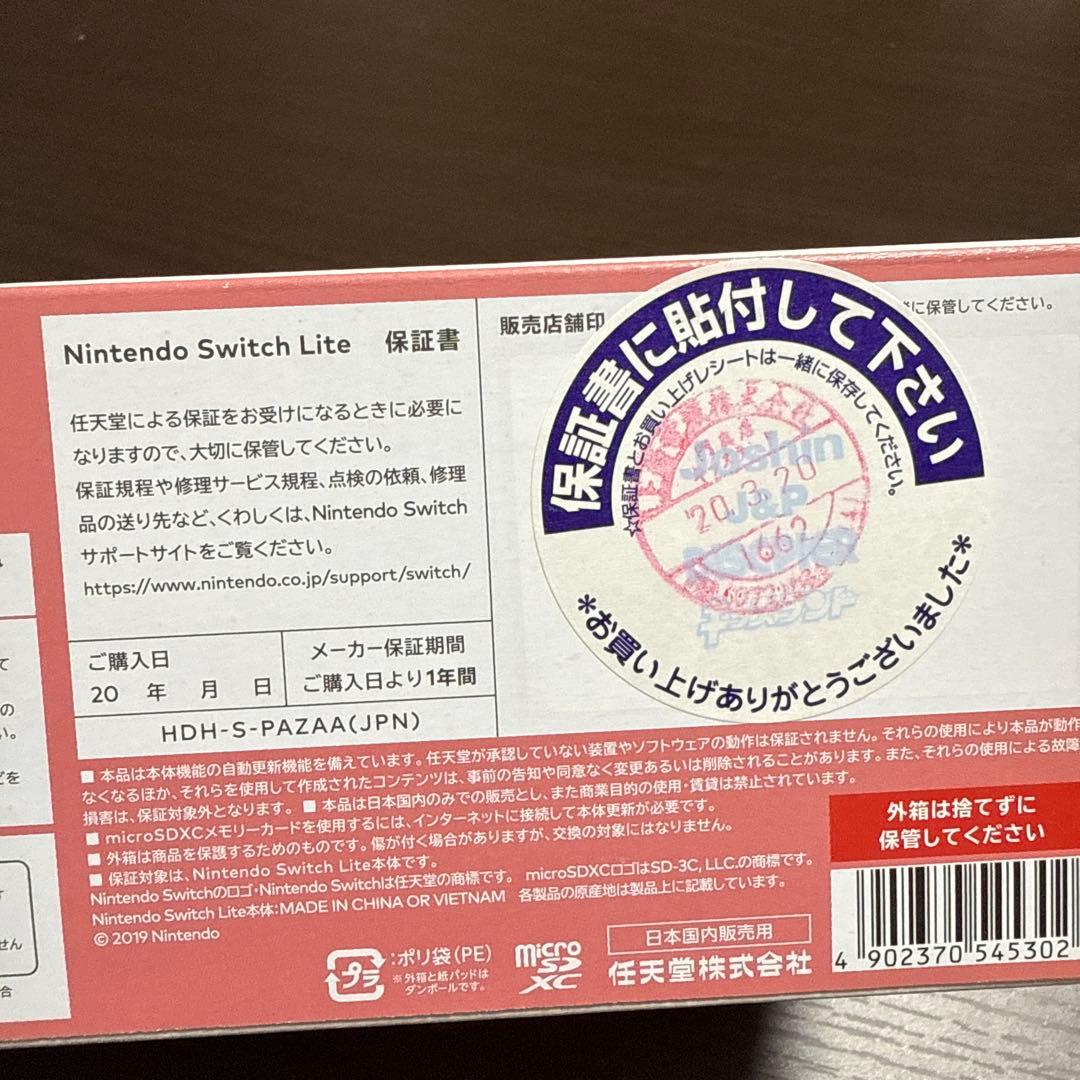 Nintendo Switch Lite 保証書
任天堂による保証をお受けになるときに必要に
なりますので、大切に保管してください。
保証規程や修理サービス規程、点検の依頼、修理
品の送り先など、くわしくは、Nintendo Switch
サポートサイトをご覧ください。
https://www.nintendo.co.jp/support/switch/
ご購入日
20 年 月 日
メーカー保証期間
ご購入日より1年間
HDH-S-PAZAA(JPN)
販売店舗印
に保管してください。
保証書に貼付して下さい
☆保証書とお買い上げレシートは一緒に保存してください。
Joshin
'20.3.20
J&P
1662
キッズランド
*お買い上げありがとうございました*
■ 本品は本体機能の自動更新機能を備えています。任天堂が承認していない装置やソフトウェアの動作は保証されません。それらの使用により本品が動作
なくなるほか、それらを使用して作成されたコンテンツは、事前の告知や同意なく変更あるいは削除されることがあります。また、それらの使用による故障
損害は、保証対象外となります。 ■ 本品は日本国内のみでの販売とし、また商業目的の使用・賃貸は禁止されています。
■ microSDXCメモリーカードを使用するには、インターネットに接続して本体更新が必要です。
■ 外箱は商品を保護するためのものです。傷が付く場合がありますが、交換の対象にはなりません。
■ 保証対象は、Nintendo Switch Lite本体です。
Nintendo Switchのロゴ・Nintendo Switchは任天堂の商標です。 microSDXCロゴはSD-3C, LLC.の商標です。
Nintendo Switch Lite本体:MADE IN CHINA OR VIETNAM 各製品の原産地は製品上に記載しています。
© 2019 Nintendo
外箱は捨てずに
保管してください
プラ
:ポリ袋(PE)
※外箱と紙パッドは
ダンボールです。
micro
SD
XC
日本国内販売用
任天堂株式会社
4 902370 545302
て
の
い。
どを
せん
合